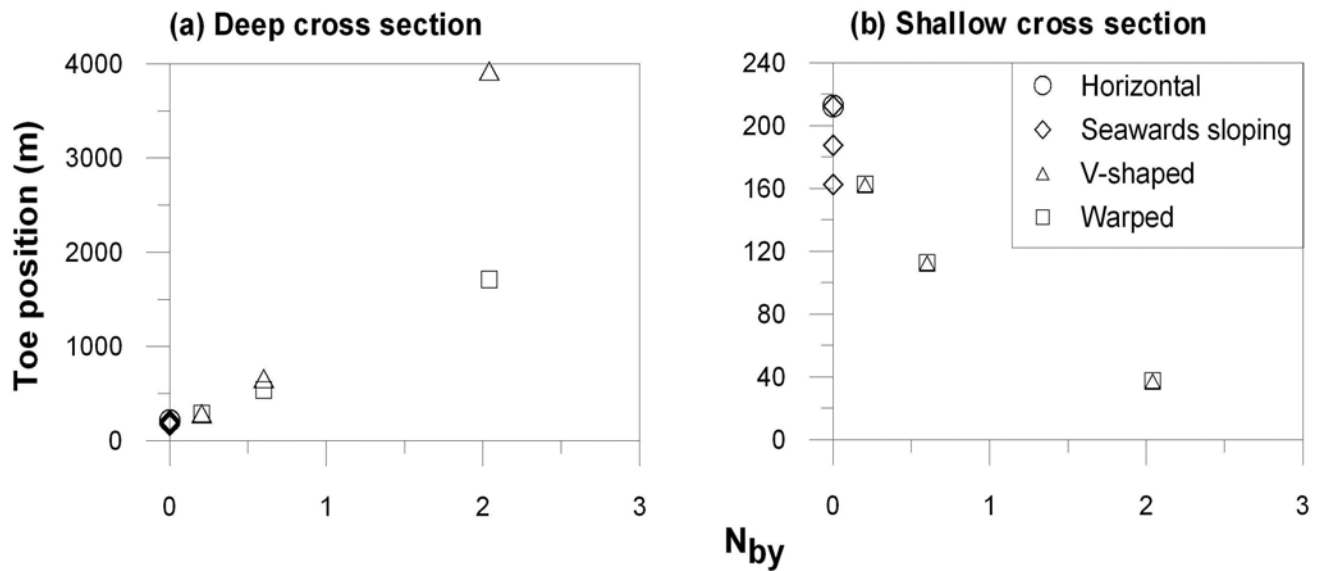 (a) Deep cross section
Toe position (m)
4000
3000
2000
1000
0
0 1 2 3
(b) Shallow cross section
240
200
160
120
80
40
0
0 1 2 3
Horizontal
Seawards sloping
V-shaped
Warped
Nby